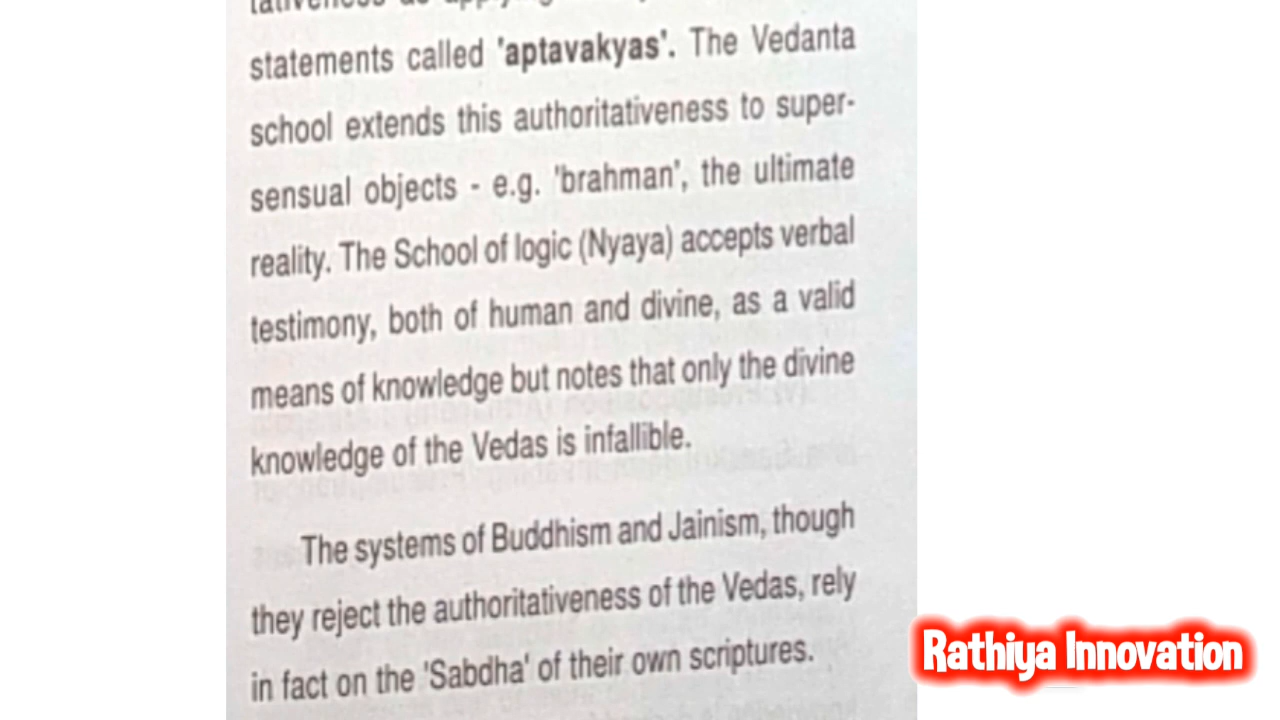 statements called 'aptavakyas'. The Vedanta
school extends this authoritativeness to super-
sensual objects - e.g. 'brahman', the ultimate
reality. The School of logic (Nyaya) accepts verbal
testimony, both of human and divine, as a valid
means of knowledge but notes that only the divine
knowledge of the Vedas is infallible.
The systems of Buddhism and Jainism, though
they reject the authoritativeness of the Vedas, rely
in fact on the 'Sabdha' of their own scriptures.
Rathiya Innovation